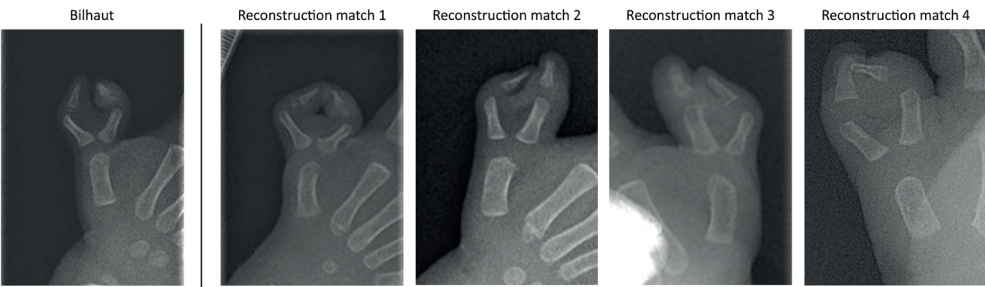 Bilhaut
Reconstruction match 1
Reconstruction match 2
Reconstruction match 3
Reconstruction match 4